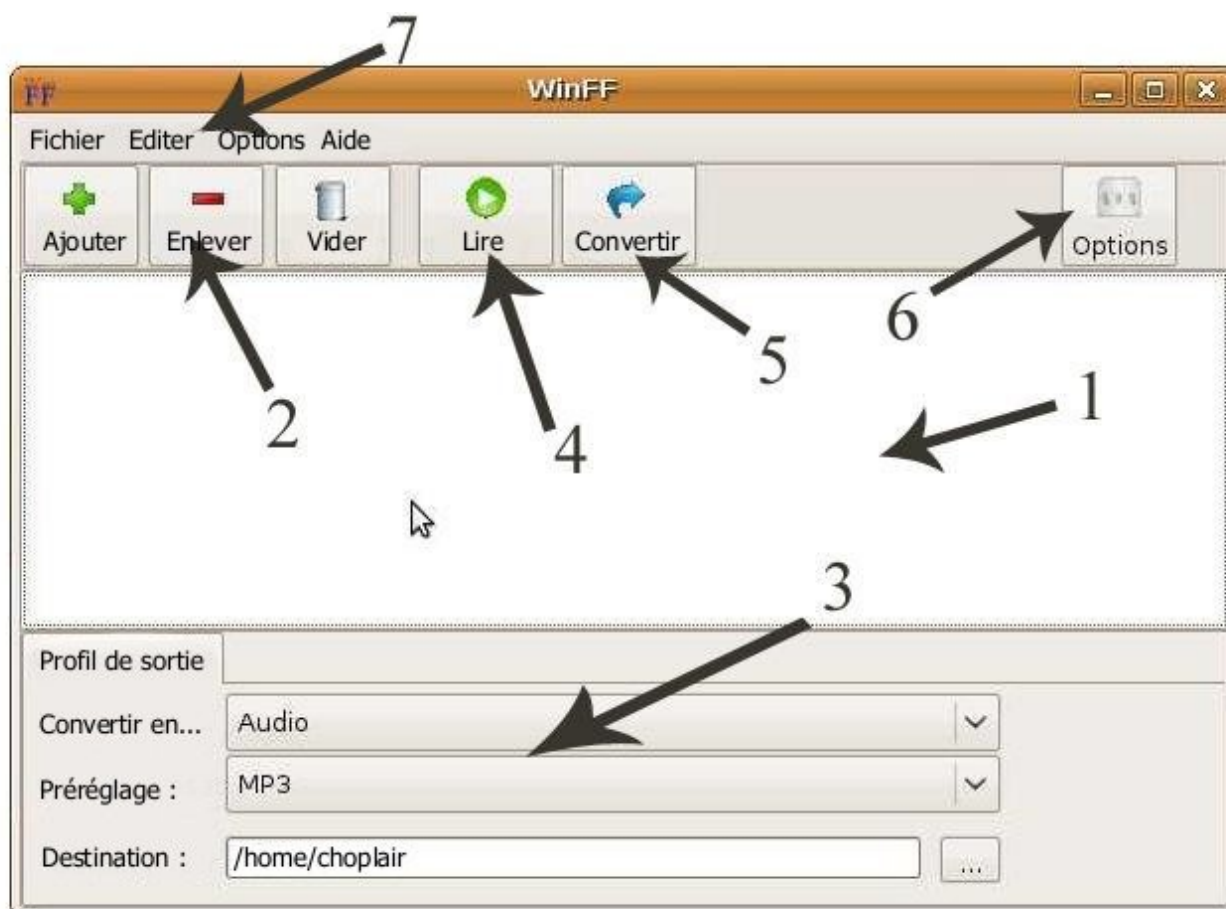 7
FF WinFF
Fichier Editer Options Aide
Ajouter Enlever Vider Lire Convertir Options
6
5
1
2
4
3
Profil de sortie
Convertir en... Audio
Préréglage : MP3
Destination : /home/choplair ...